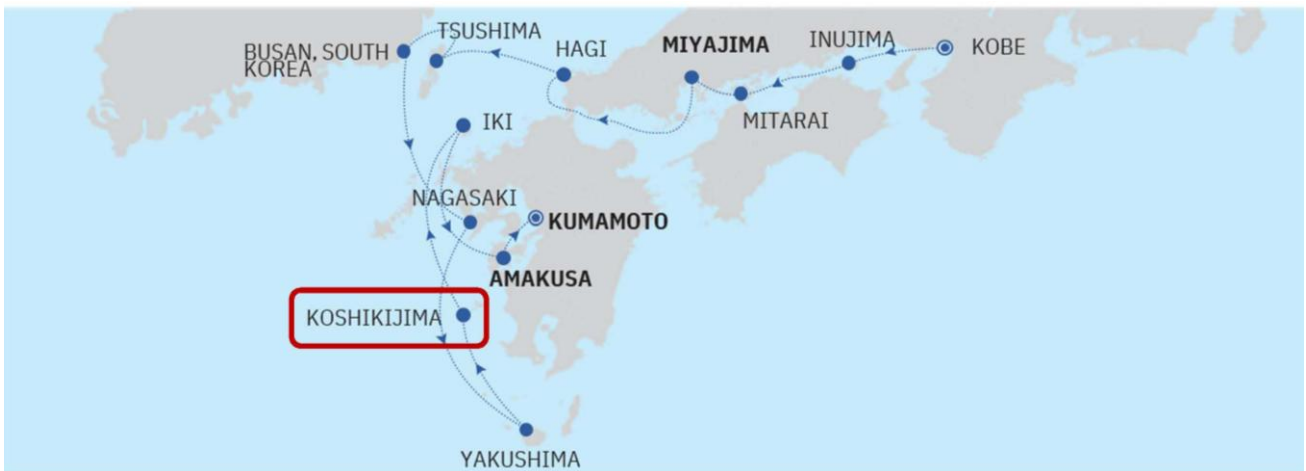 TSUSHIMA
BUSAN, SOUTH
KOREA
HAGI
MIYAJIMA
INUJIMA
KOBE
MITARAI
IKI
NAGASAKI
KUMAMOTO
AMAKUSA
KOSHIKIJIMA
YAKUSHIMA